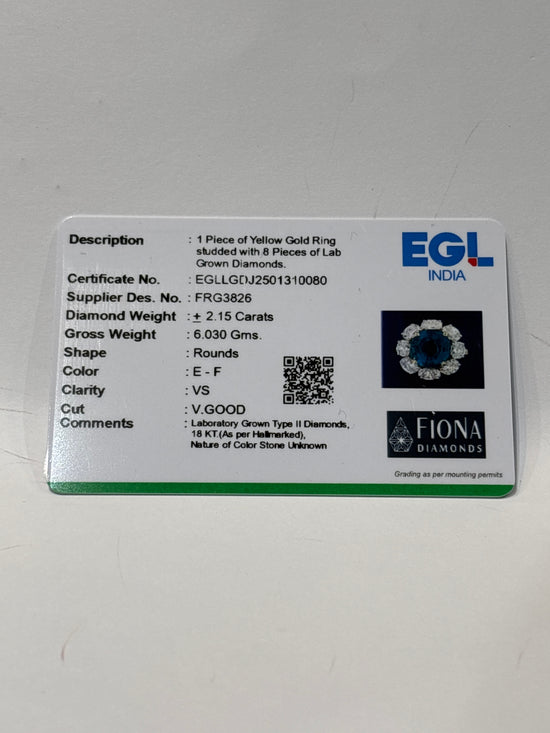 EGL
INDIA
Description : 1 Piece of Yellow Gold Ring
studded with 8 Pieces of Lab
Grown Diamonds.
Certificate No. : EGLLGDJ2501310080
Supplier Des. No. : FRG3826
Diamond Weight : ± 2.15 Carats
Gross Weight : 6.030 Gms.
Shape : Rounds
Color : E - F
Clarity : VS
Cut : V.GOOD
Comments : Laboratory Grown Type II Diamonds,
18 KT.(As per Hallmarked),
Nature of Color Stone Unknown
FIONA
DIAMONDS
Grading as per mounting permits